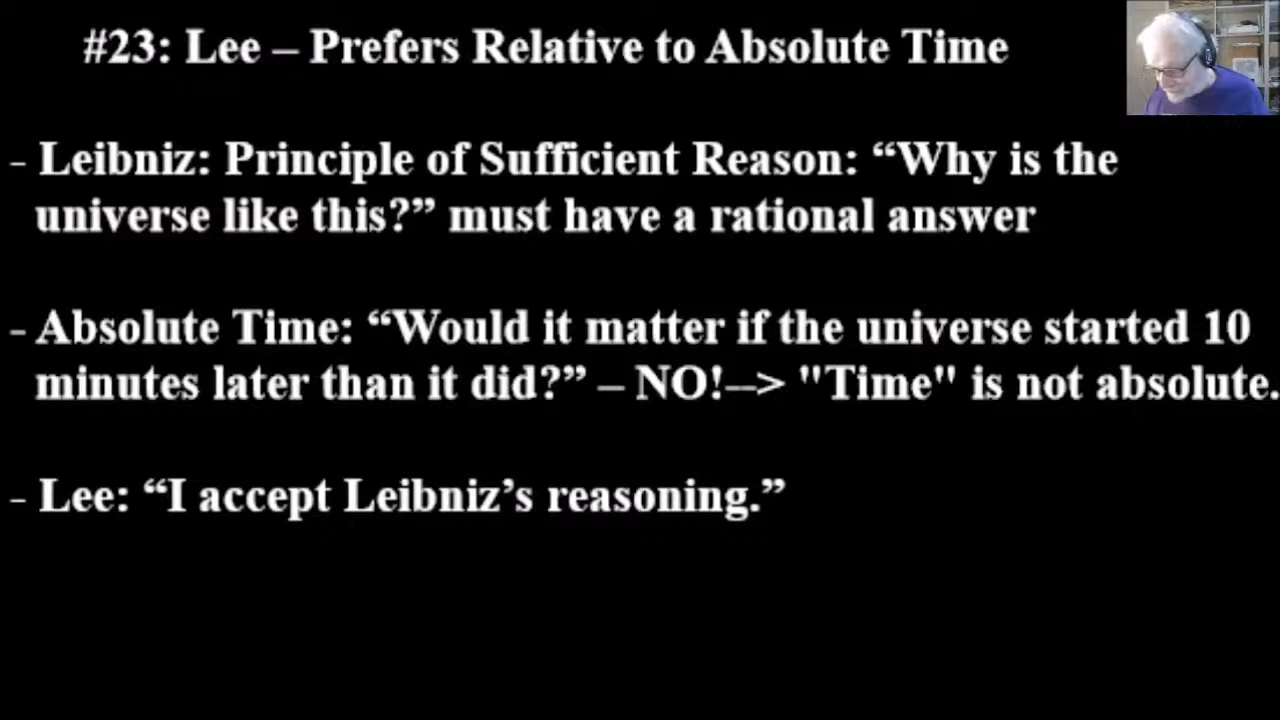 #23: Lee – Prefers Relative to Absolute Time
- Leibniz: Principle of Sufficient Reason: “Why is the
universe like this?” must have a rational answer
- Absolute Time: “Would it matter if the universe started 10
minutes later than it did?” – NO!--> "Time" is not absolute.
- Lee: “I accept Leibniz’s reasoning.”